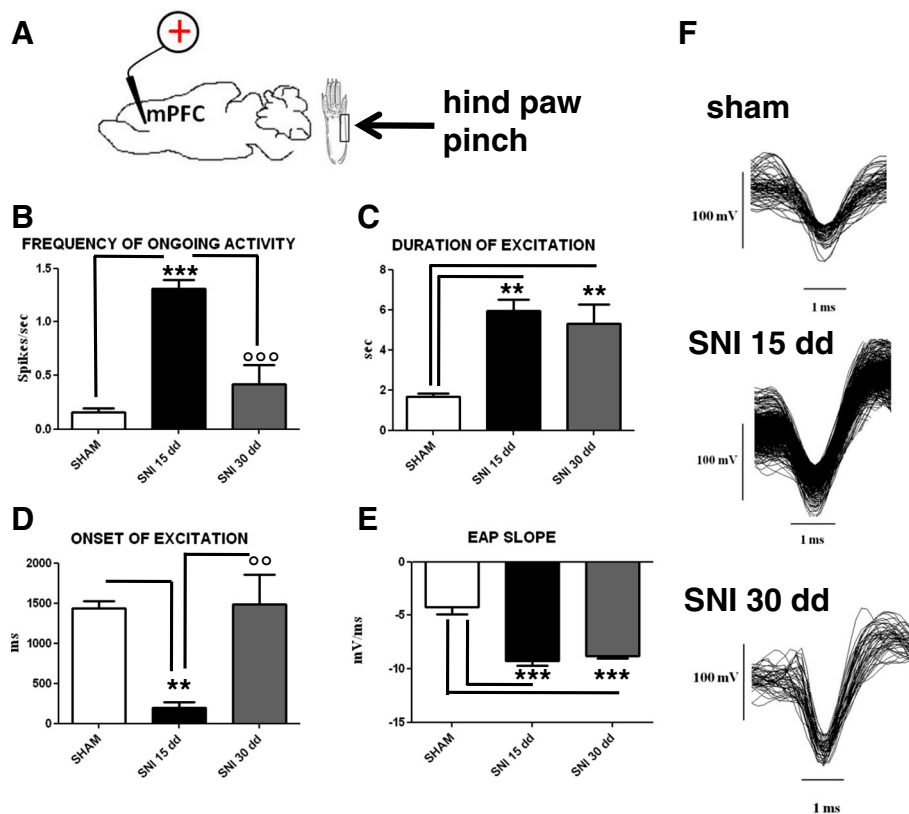 A
mPFC
hind paw
pinch
B
FREQUENCY OF ONGOING ACTIVITY
Spikes/sec
1.5
1.0
0.5
0.0
***
°°°
SHAM
SNI 15 dd
SNI 30 dd
C
DURATION OF EXCITATION
sec
8
6
4
2
0
**
**
SHAM
SNI 15 dd
SNI 30 dd
D
ONSET OF EXCITATION
ms
2000
1500
1000
500
0
**
°°
SHAM
SNI 15 dd
SNI 30 dd
E
EAP SLOPE
mV/ms
0
-5
-10
-15
***
***
SHAM
SNI 15 dd
SNI 30 dd
F
sham
100 mV
1 ms
SNI 15 dd
100 mV
1 ms
SNI 30 dd
100 mV
1 ms